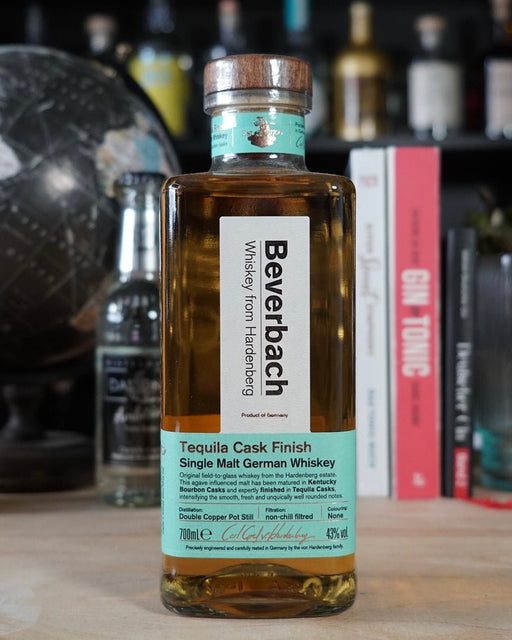 Beverbach
Whiskey from Hardenberg
Product of Germany
Tequila Cask Finish
Single Malt German Whiskey
Original field-to-glass whiskey from the Hardenberg estate.
This agave influenced malt has been matured in Kentucky
Bourbon Casks and expertly finished in Tequila Casks,
intensifying the smooth, fresh and unquically well rounded notes.
Distillation:
Double Copper Pot Still
Filtration:
non-chill filtred
Colouring:
None
700ml
43% vol
Precisely engineered and carefully rested in Germany by the von Hardenberg family.
GIN TONIC